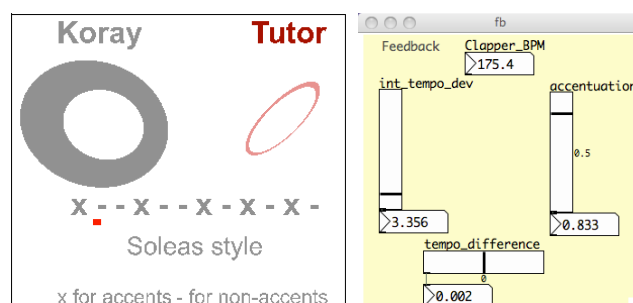 Koray Tutor
x - - x - - x - x - x -
Soleas style
x for accents - for non-accents
fb
Feedback
Clapper_BPM
175.4
int_tempo_dev
accentuation
0.5
3.356
0.833
tempo_difference
0
0.002